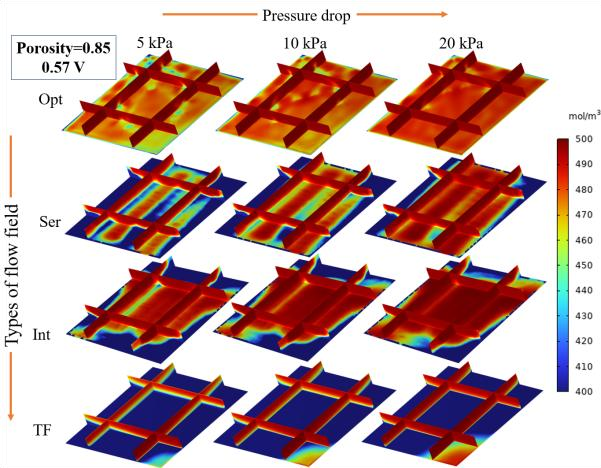 Pressure drop
Porosity=0.85
0.57 V
5 kPa
10 kPa
20 kPa
Opt
mol/m³
500
490
480
470
460
450
440
430
420
410
400
Types of flow field
Ser
Int
TF